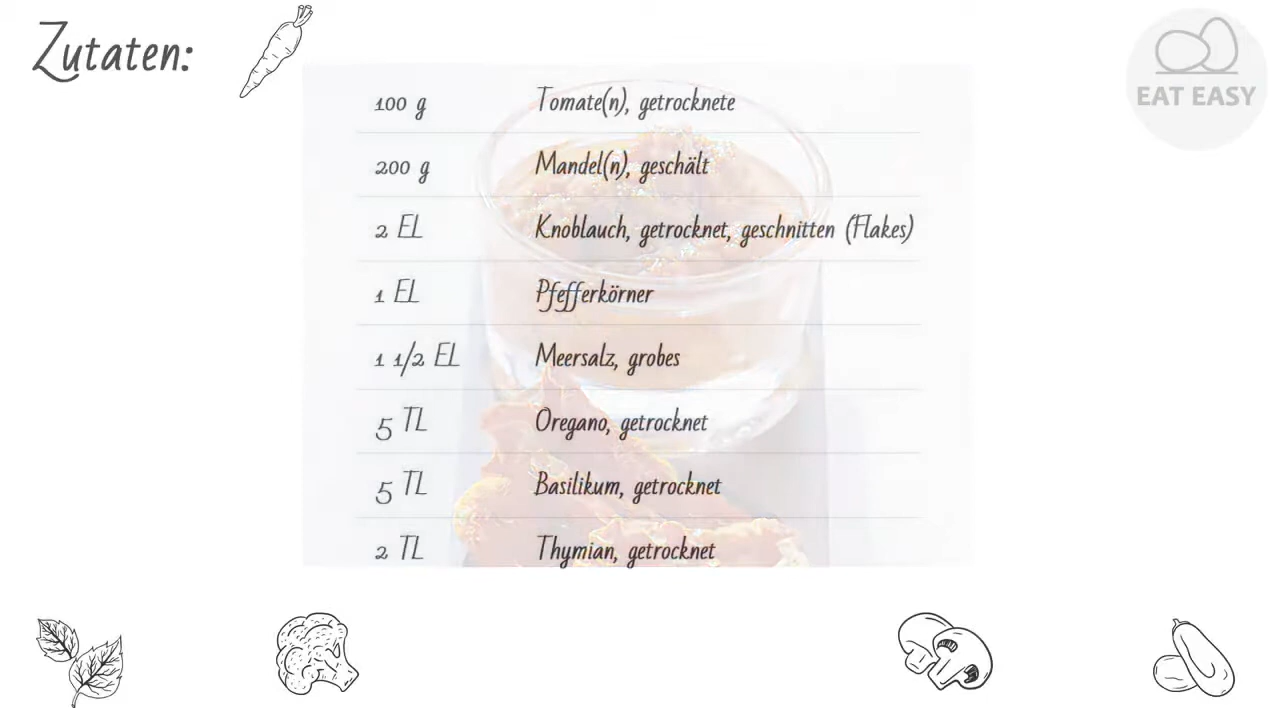 Zutaten:
EAT EASY
100 g Tomate(n), getrocknete
200 g Mandel(n), geschält
2 EL Knoblauch, getrocknet, geschnitten (Flakes)
1 EL Pfefferkörner
1 1/2 EL Meersalz, grobes
5 TL Oregano, getrocknet
5 TL Basilikum, getrocknet
2 TL Thymian, getrocknet